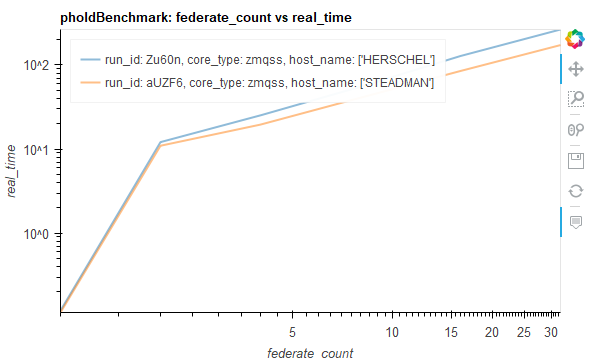 pholdBenchmark: federate_count vs real_time
run_id: Zu60n, core_type: zmqss, host_name: ['HERSCHEL']
run_id: aUZF6, core_type: zmqss, host_name: ['STEADMAN']
10^2
10^1
10^0
real_time
5
10
15
20
25
30
federate_count